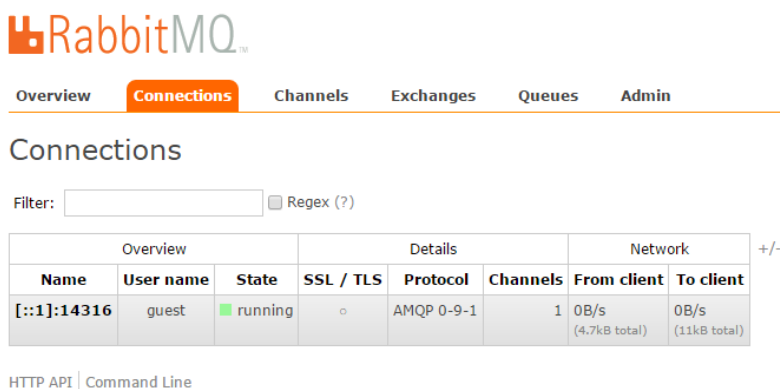 RabbitMQ™
Overview Connections Channels Exchanges Queues Admin
Connections
Filter: Regex (?)
Overview Details Network +/-
Name User name State SSL / TLS Protocol Channels From client To client
[::1]:14316 guest running ○ AMQP 0-9-1 1 0B/s 0B/s
(4.7kB total) (11kB total)
HTTP API Command Line